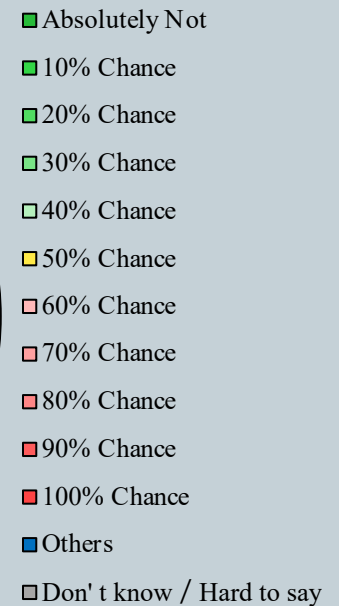 Absolutely Not
10% Chance
20% Chance
30% Chance
40% Chance
50% Chance
60% Chance
70% Chance
80% Chance
90% Chance
100% Chance
Others
Don' t know / Hard to say